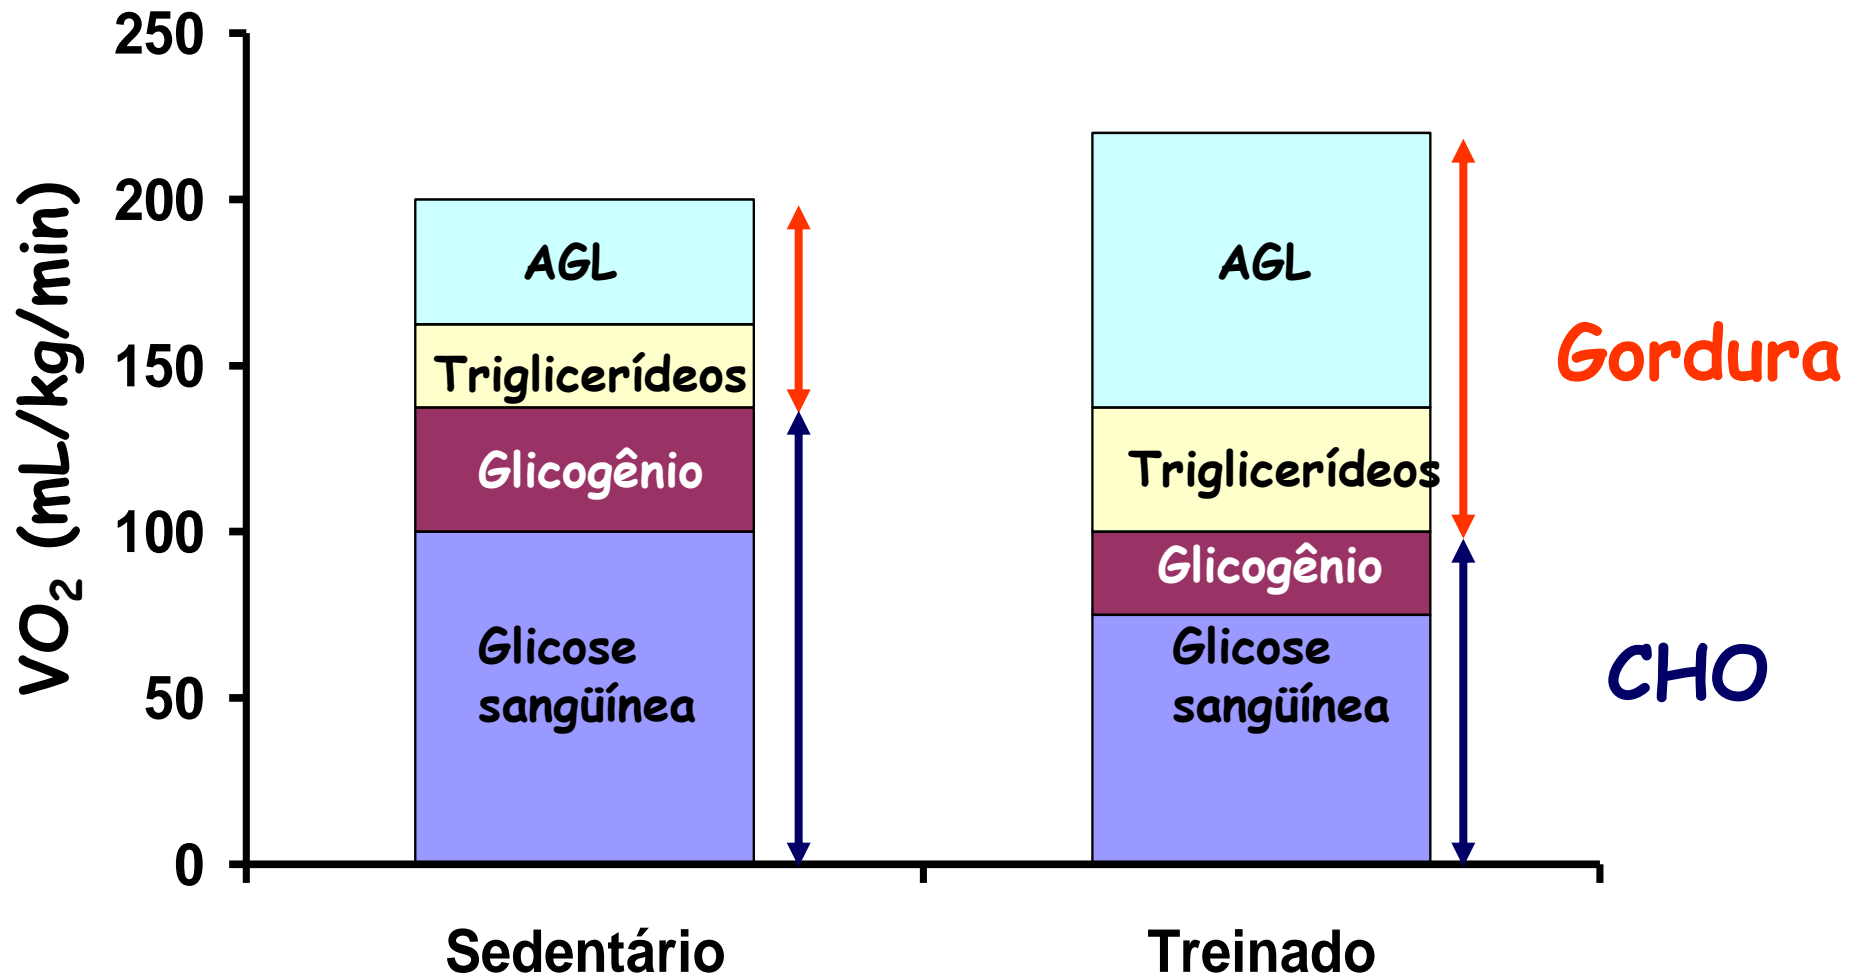 VO₂ (mL/kg/min)
250
200
150
100
50
0
AGL
Triglicerídeos
Glicogênio
Glicose
sangüínea
AGL
Triglicerídeos
Glicogênio
Glicose
sangüínea
Gordura
CHO
Sedentário
Treinado